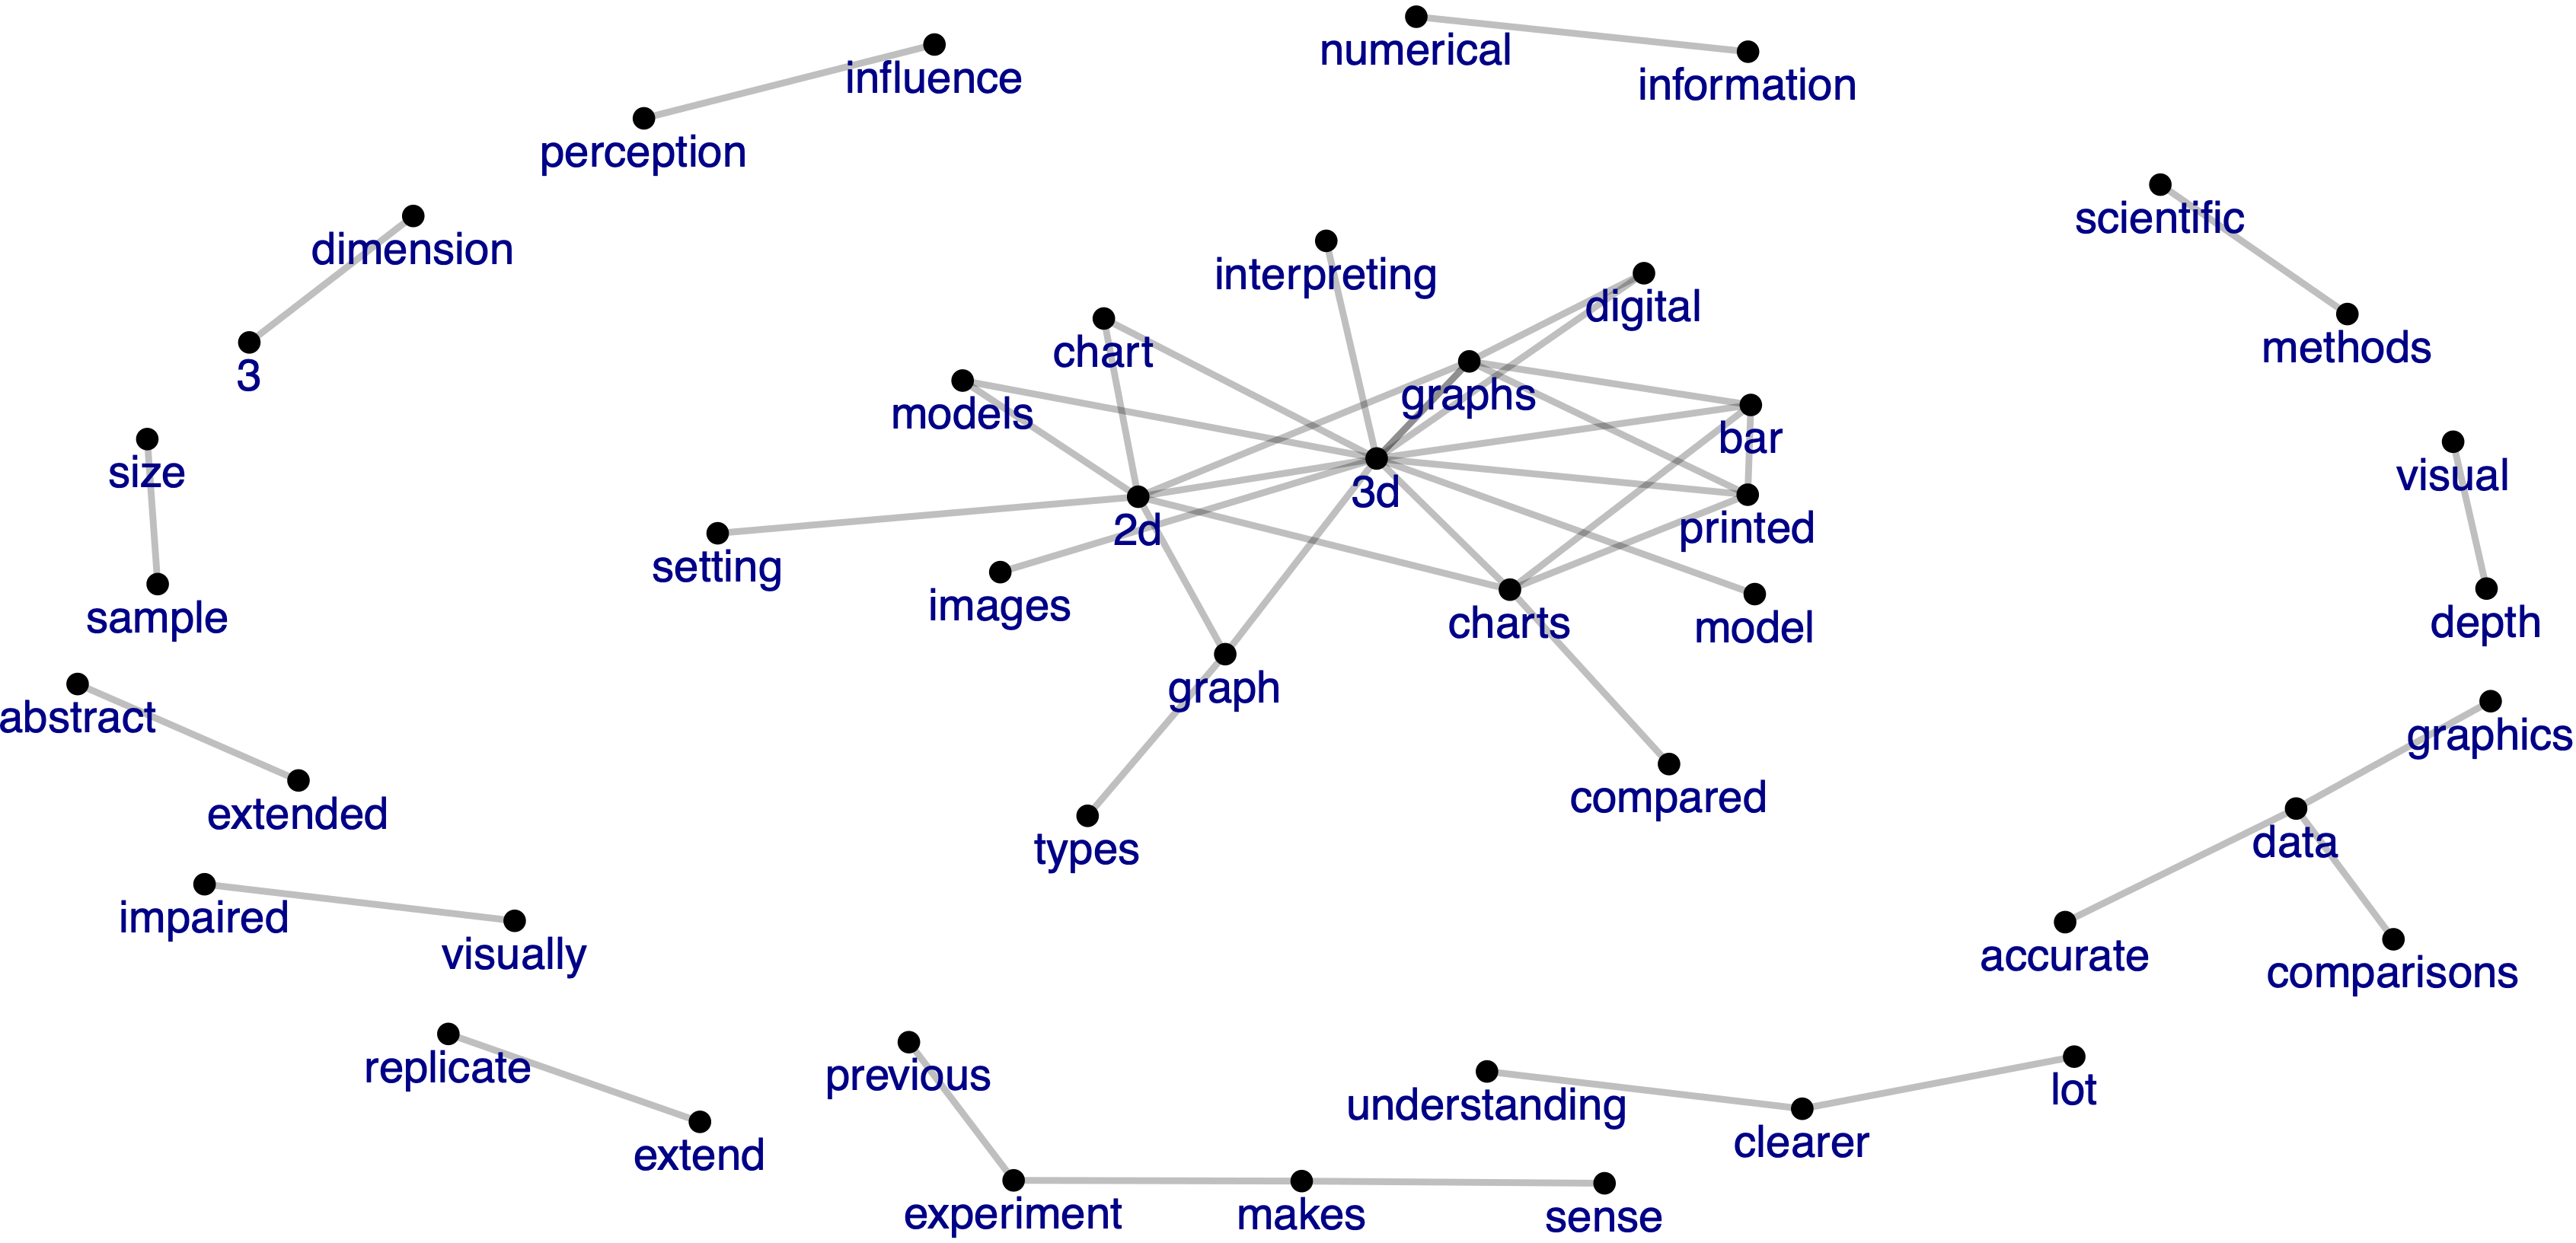 numerical
influence
information
perception
scientific
dimension
interpreting
digital
methods
chart
3
graphs
models
bar
size
visual
3d
2d
printed
setting
images
sample
charts
model
depth
graph
abstract
graphics
compared
extended
data
types
impaired
visually
accurate
comparisons
replicate
previous
lot
understanding
clearer
extend
experiment
makes
sense